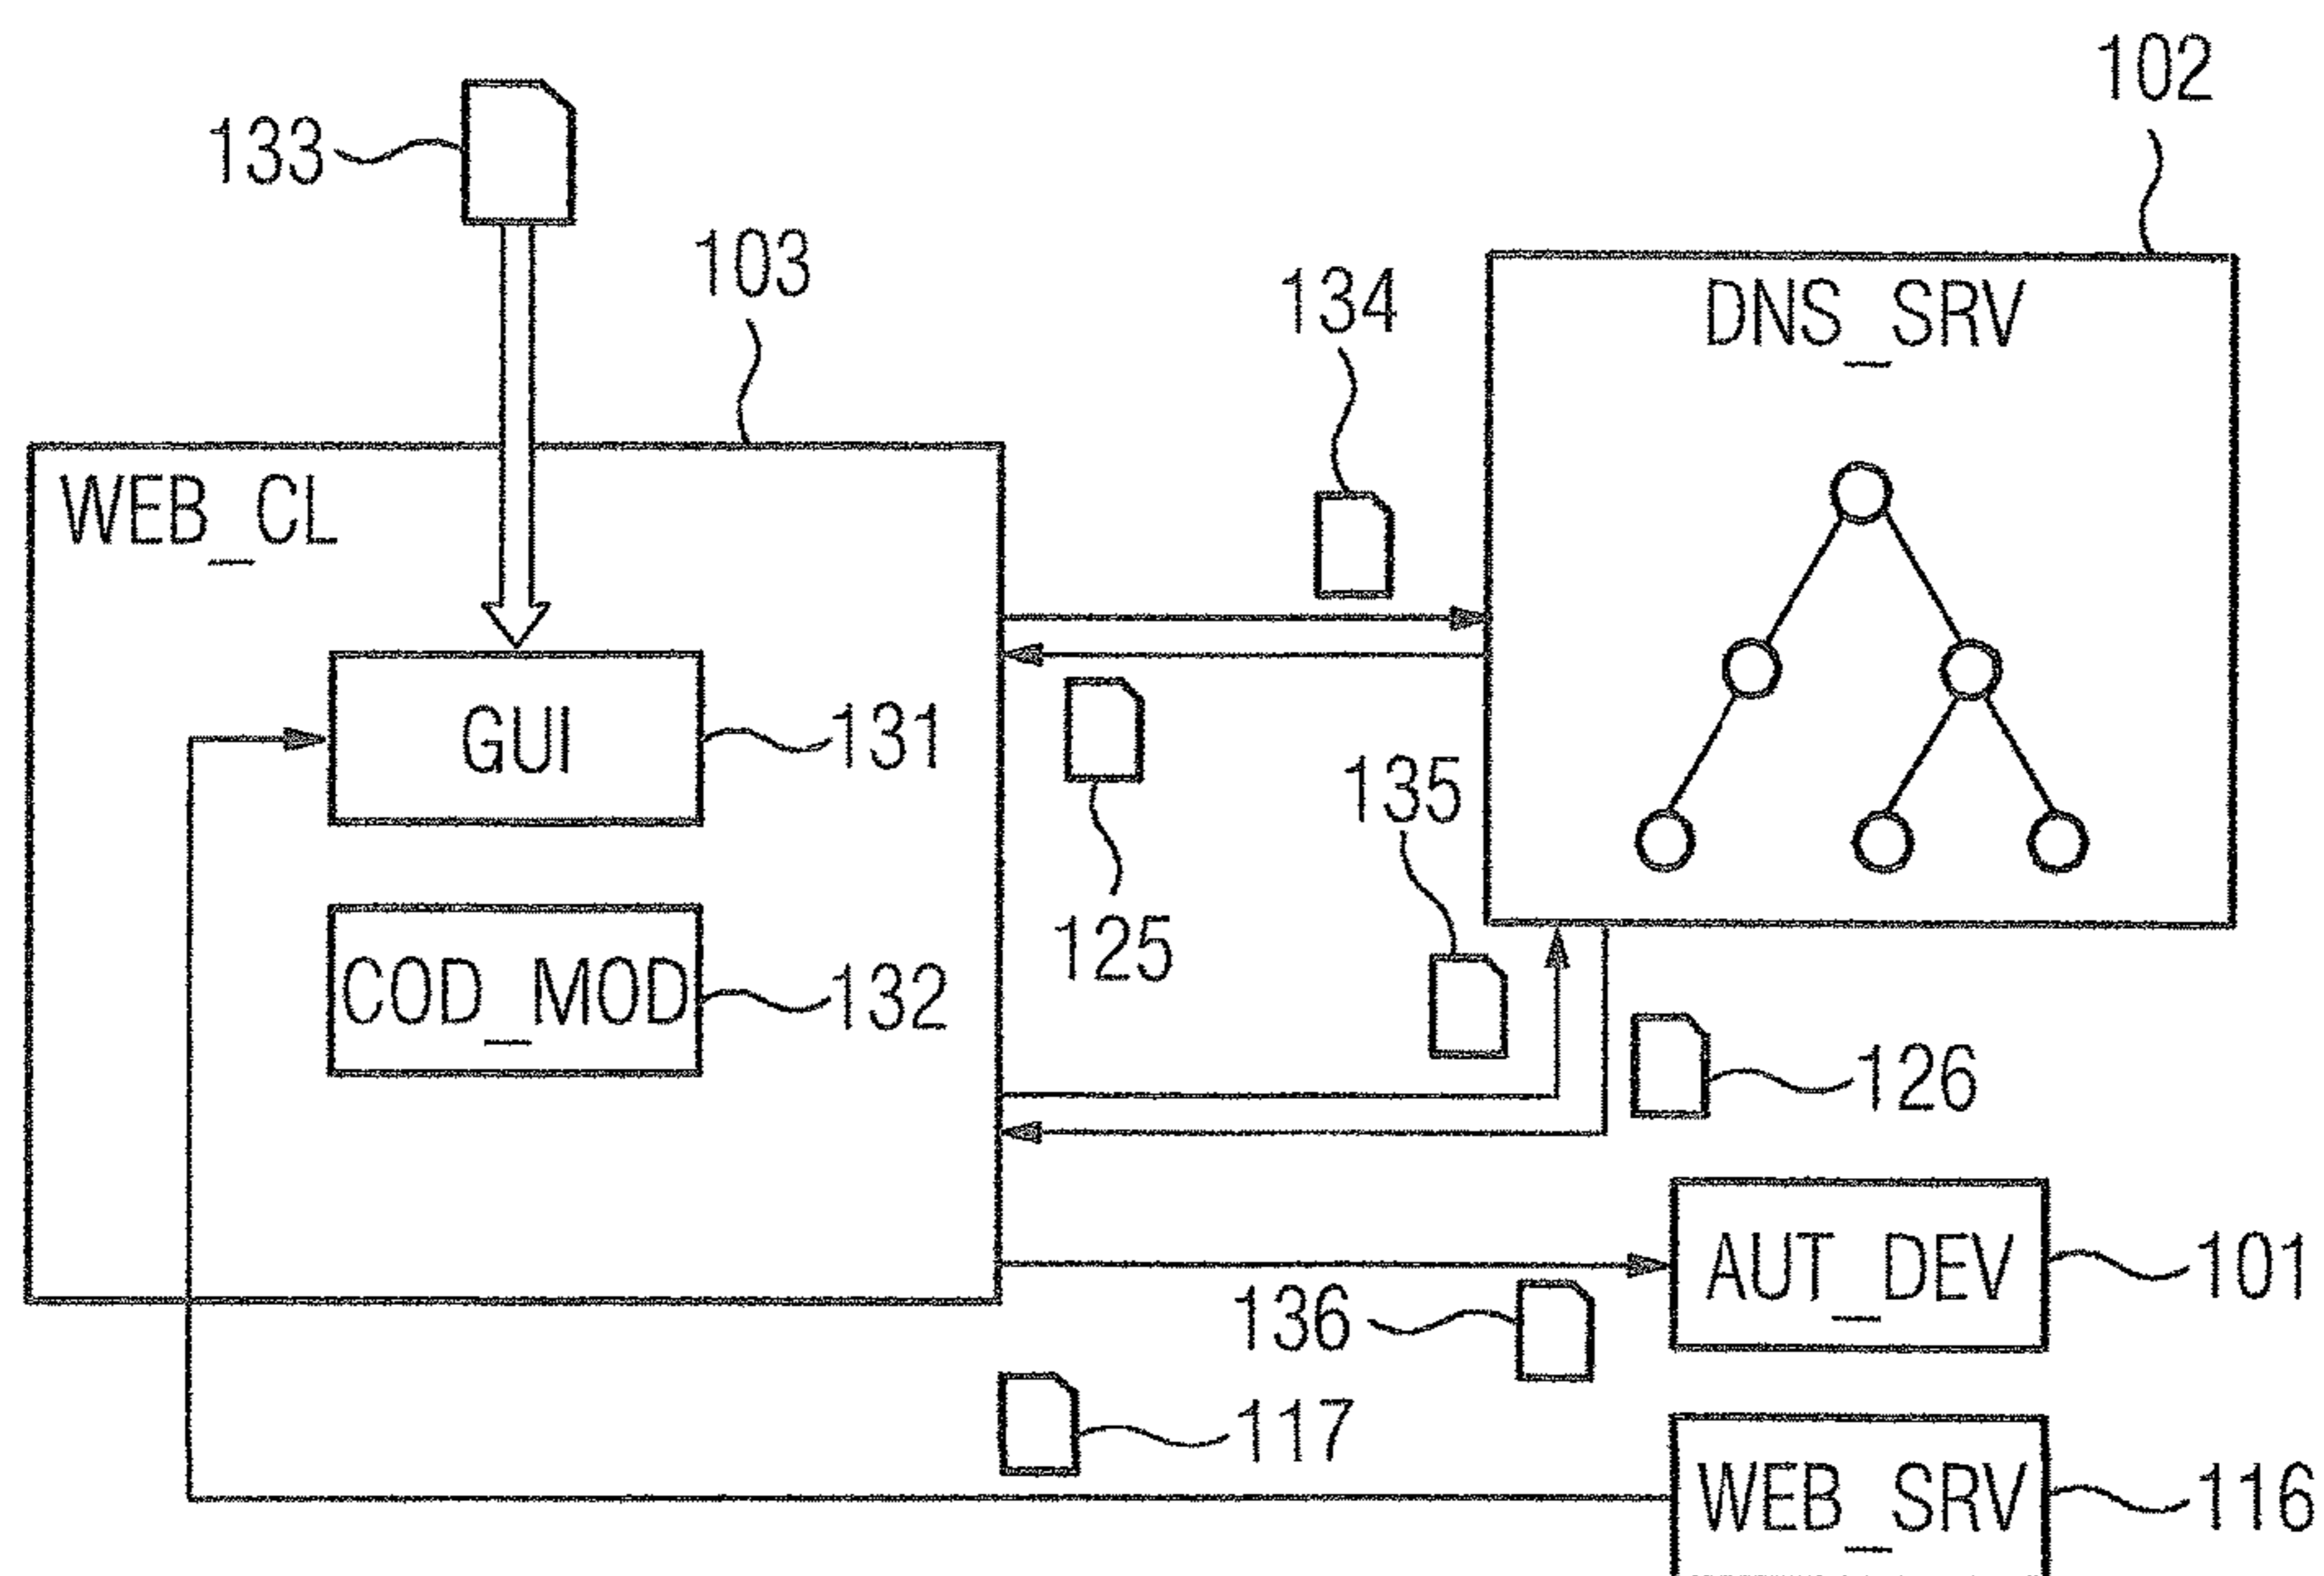 102
133
103
134
DNS_SRV
WEB_CL
GUI
131
135
125
COD_MOD
132
126
AUT_DEV
101
136
117
WEB_SRV
116